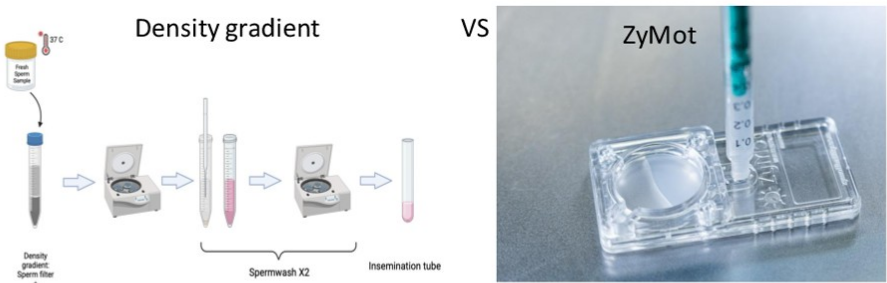 Density gradient
VS
ZyMot
37 C
Fresh
Sperm
Sample
Density
gradient:
Sperm filter
Spermwash X2
Insemination tube
0.3
0.2
0.1